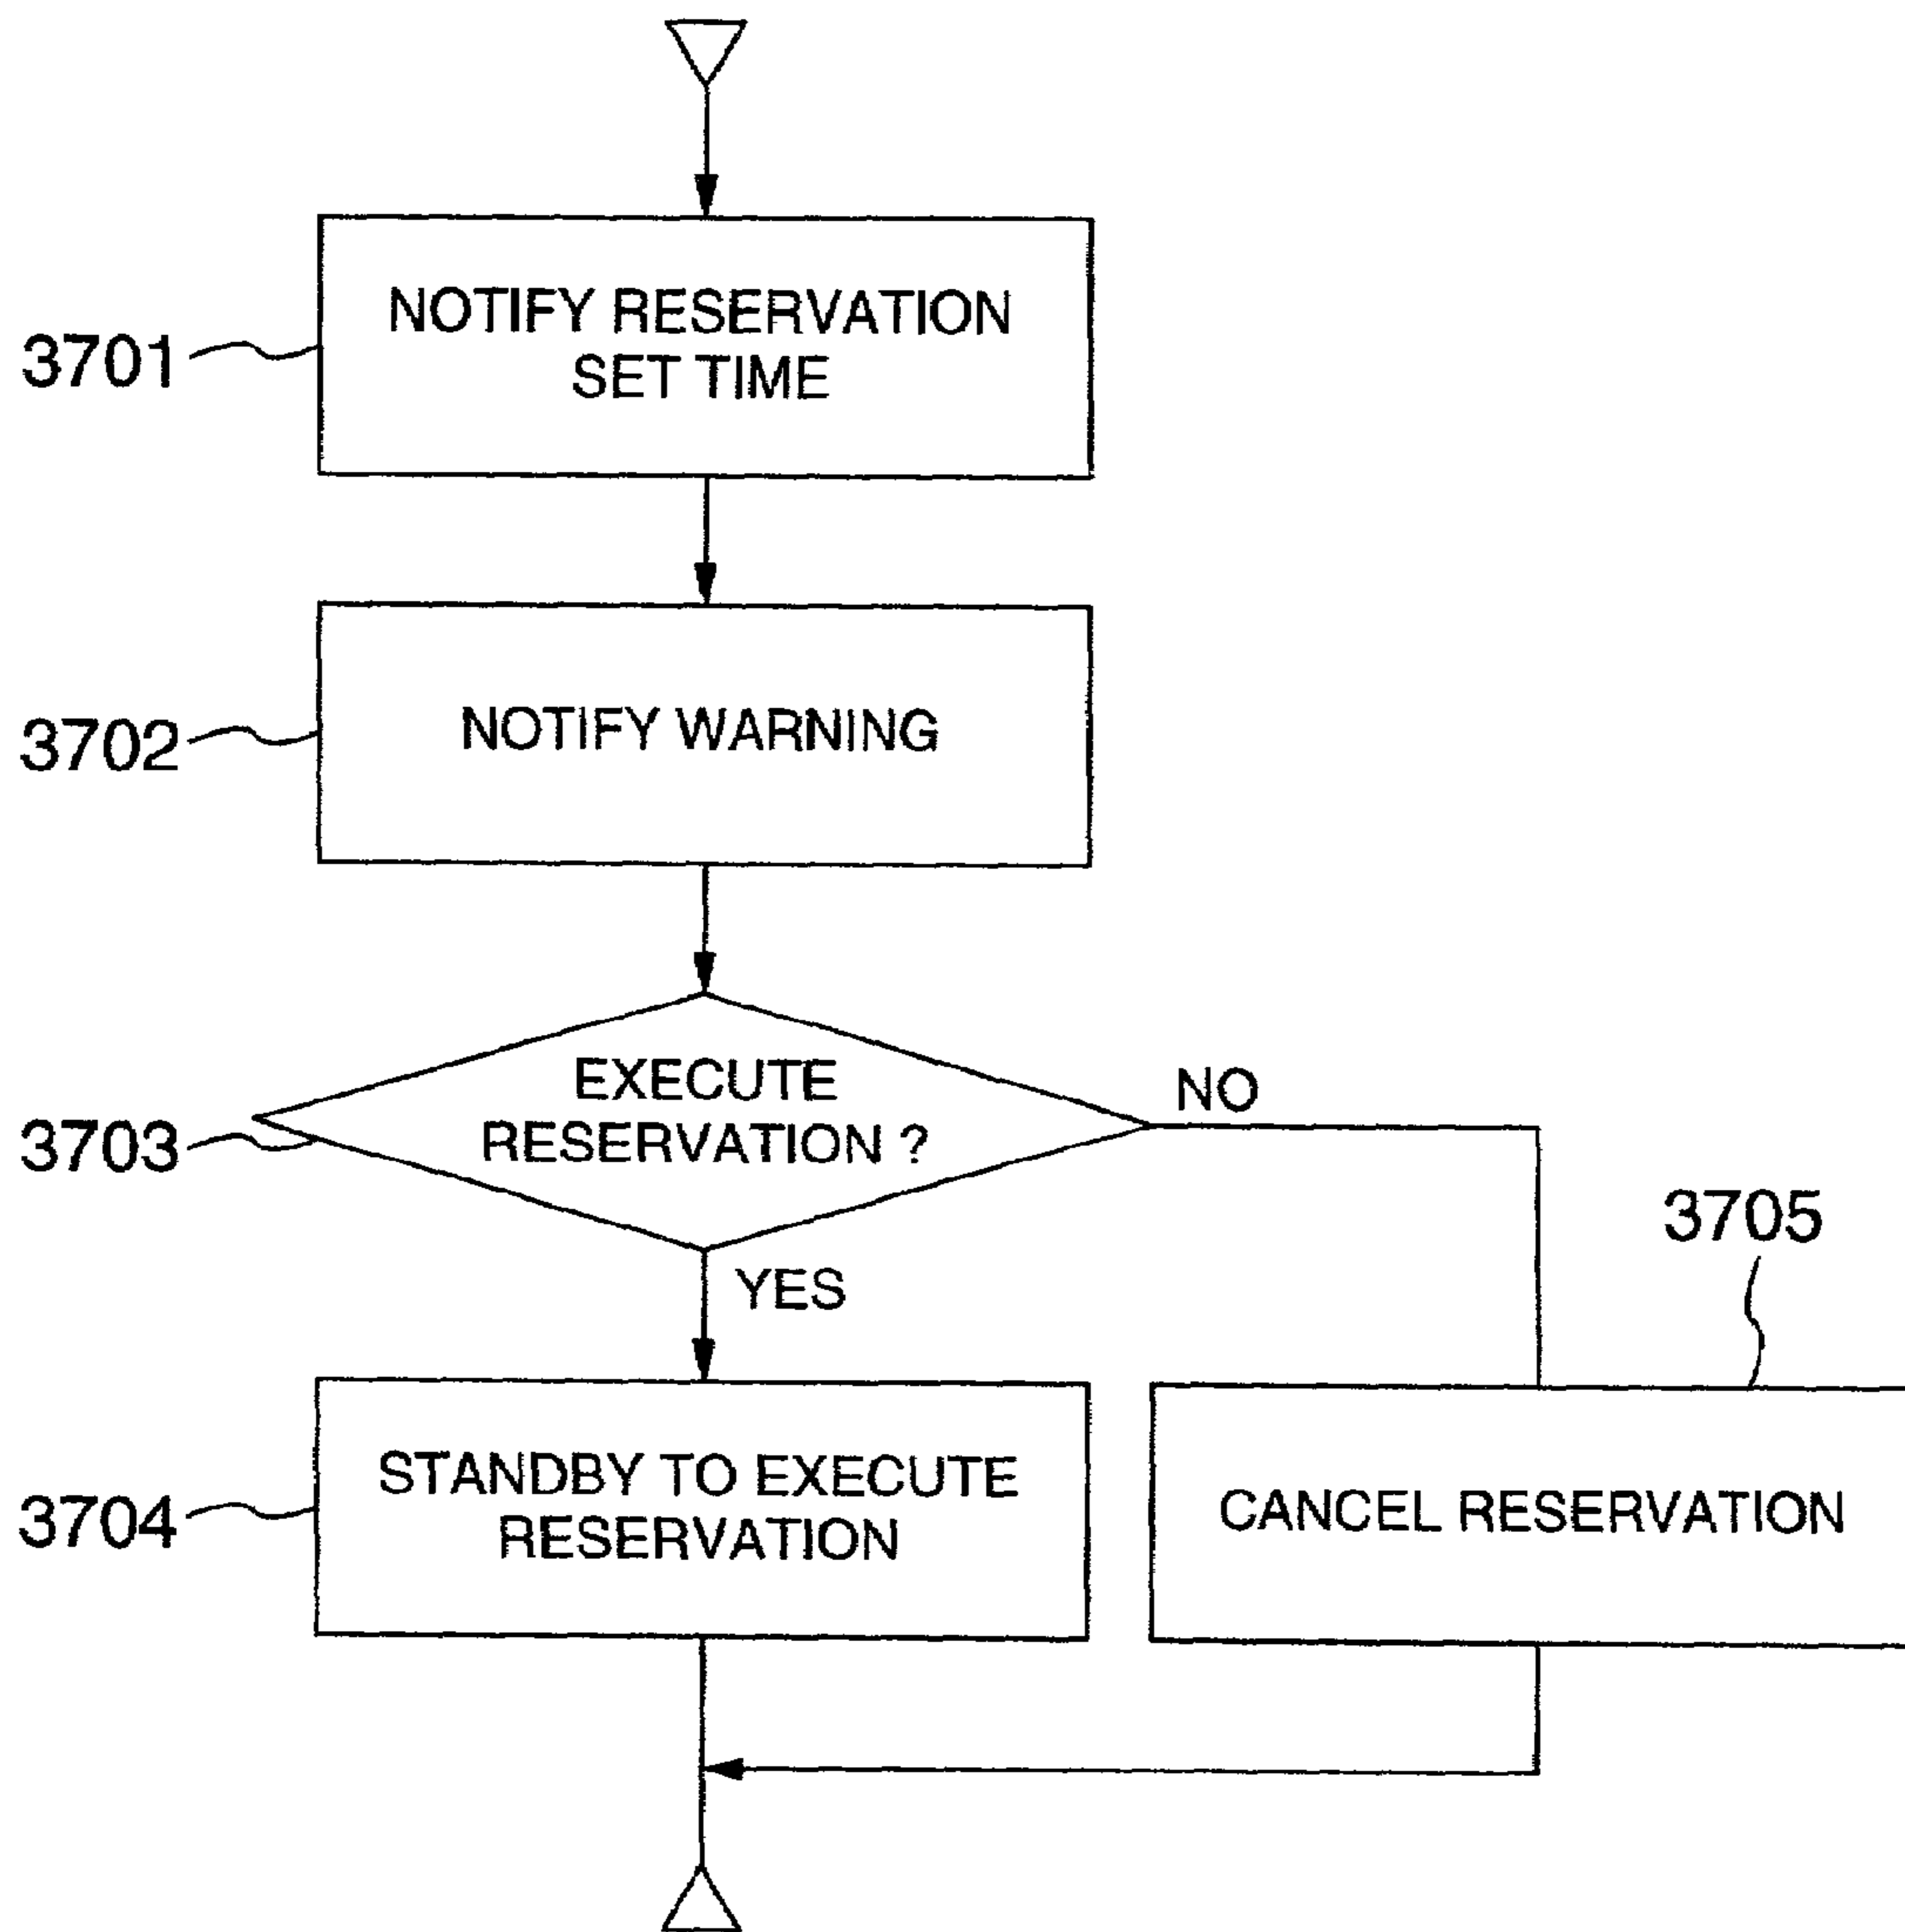 NOTIFY RESERVATION
SET TIME
3701
NOTIFY WARNING
3702
EXECUTE
RESERVATION ?
NO
3703
3705
YES
STANDBY TO EXECUTE
RESERVATION
3704
CANCEL RESERVATION